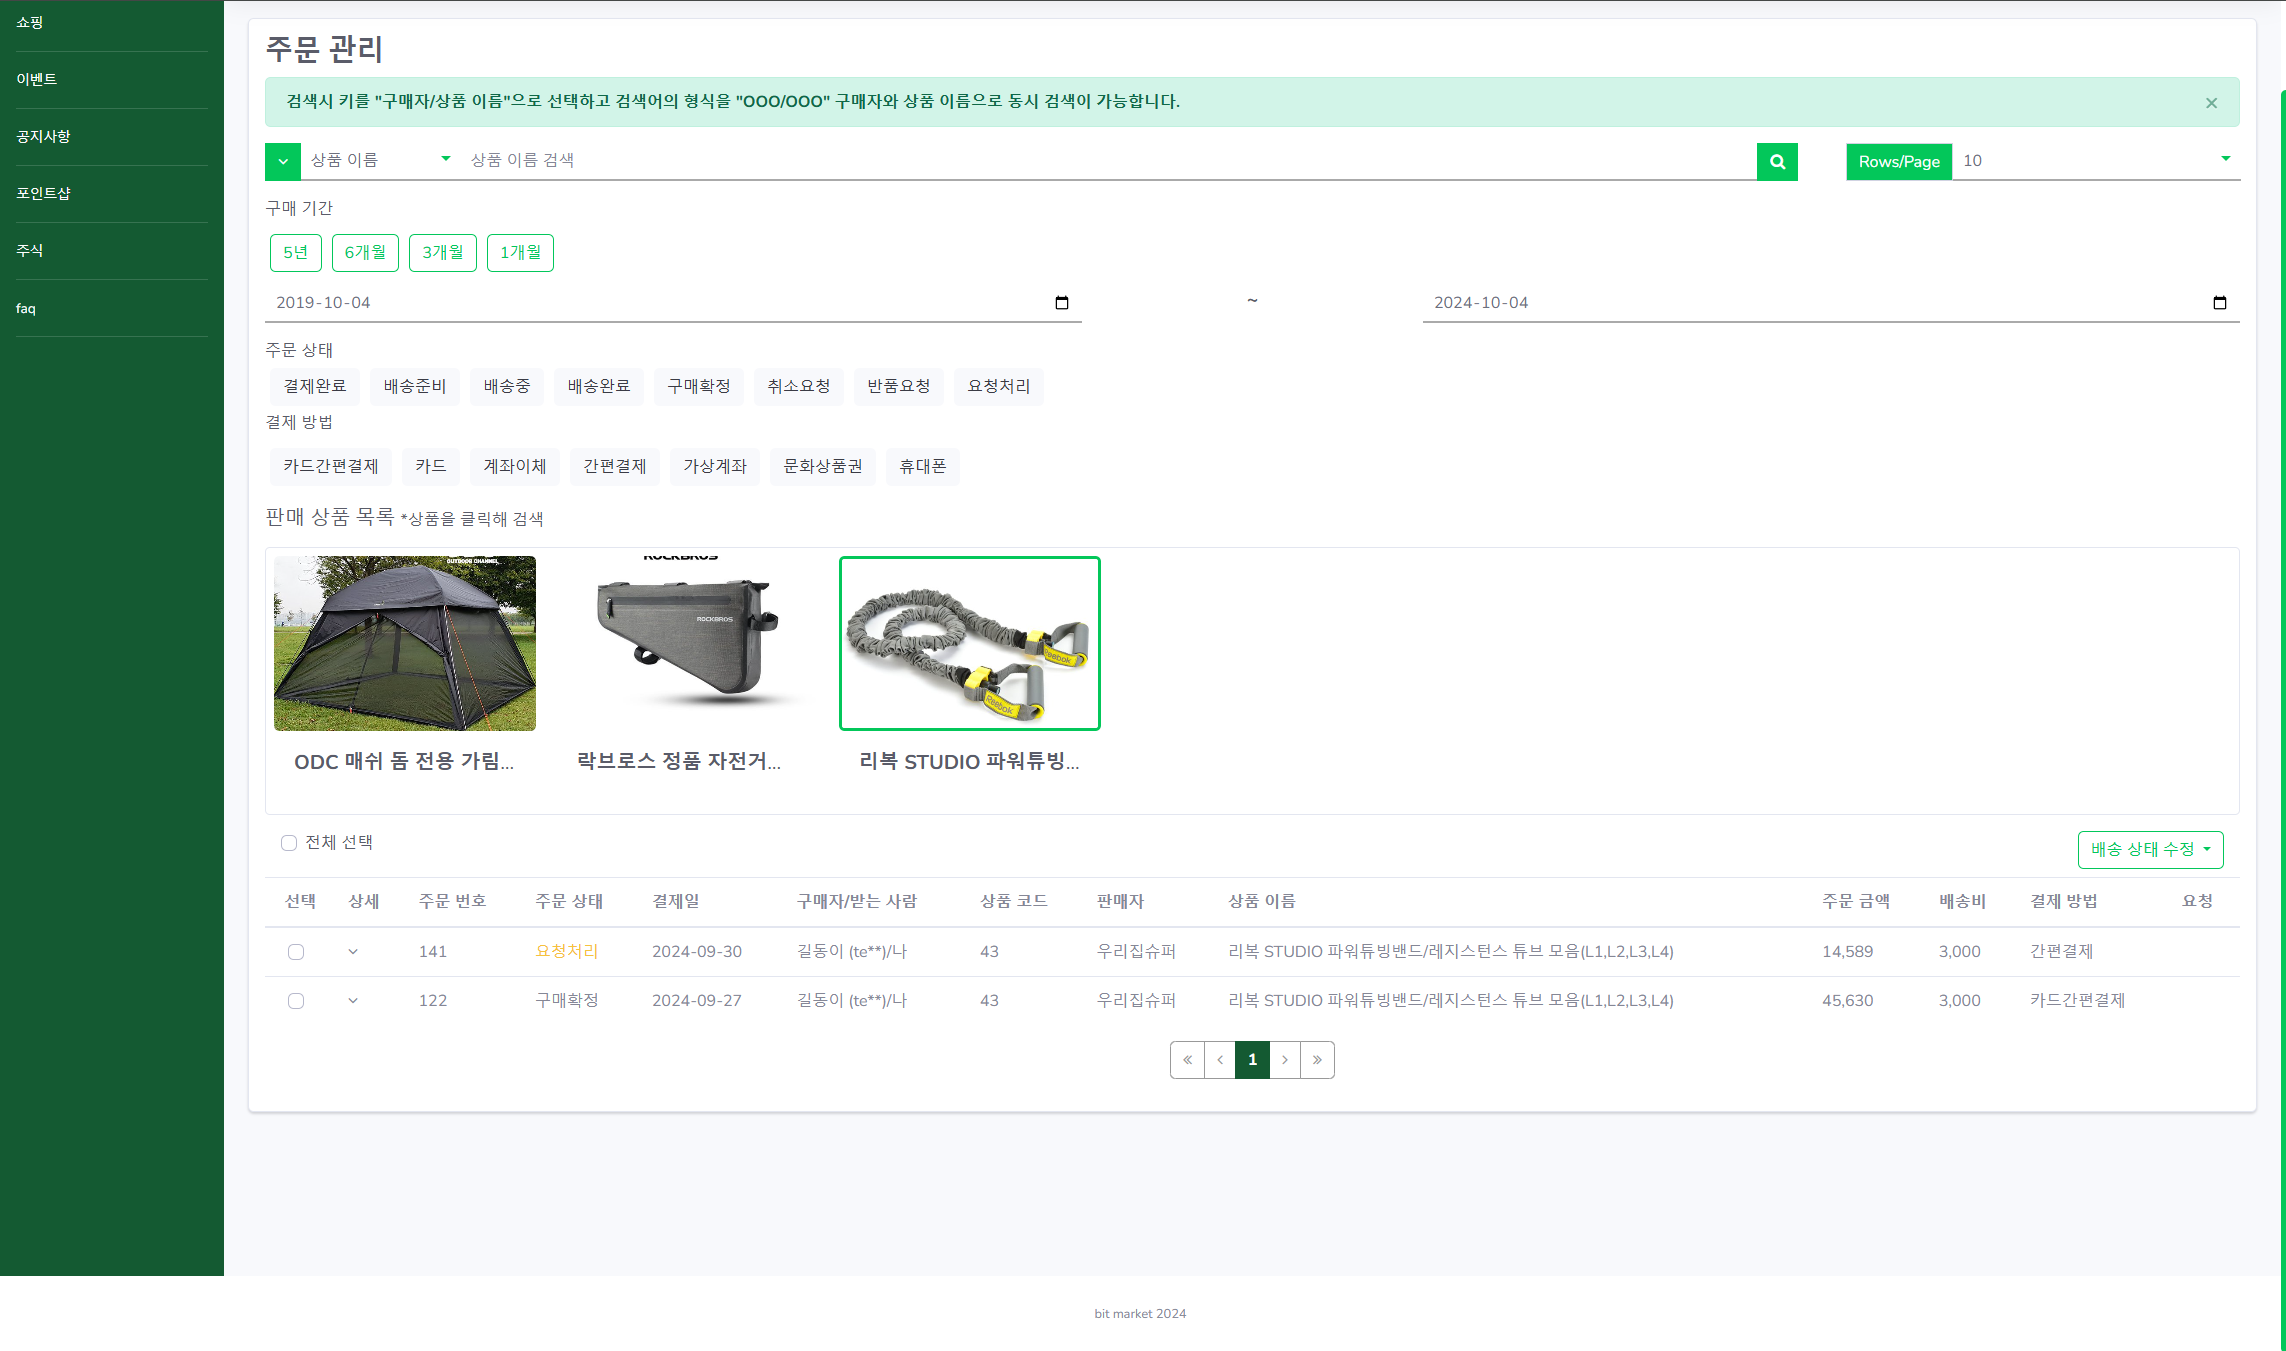 쇼핑
이벤트
공지사항
포인트샵
주식
faq
주문 관리
검색시 키를 "구매자/상품 이름"으로 선택하고 검색어의 형식을 "OOO/OOO" 구매자와 상품 이름으로 동시 검색이 가능합니다.
상품 이름 상품 이름 검색 Rows/Page 10
구매 기간
5년 6개월 3개월 1개월
2019-10-04 ~ 2024-10-04
주문 상태
결제완료 배송준비 배송중 배송완료 구매확정 취소요청 반품요청 요청처리
결제 방법
카드간편결제 카드 계좌이체 간편결제 가상계좌 문화상품권 휴대폰
판매 상품 목록 *상품을 클릭해 검색
OUTDOOR CHANNEL
ROCKBROS
ROCKBROS
Reebok
Reebok
ODC 매쉬 돔 전용 가림... 락브로스 정품 자전거... 리복 STUDIO 파워튜빙...
전체 선택 배송 상태 수정
선택 상세 주문 번호 주문 상태 결제일 구매자/받는 사람 상품 코드 판매자 상품 이름 주문 금액 배송비 결제 방법 요청
141 요청처리 2024-09-30 길동이 (te**)/나 43 우리집슈퍼 리복 STUDIO 파워튜빙밴드/레지스턴스 튜브 모음(L1,L2,L3,L4) 14,589 3,000 간편결제
122 구매확정 2024-09-27 길동이 (te**)/나 43 우리집슈퍼 리복 STUDIO 파워튜빙밴드/레지스턴스 튜브 모음(L1,L2,L3,L4) 45,630 3,000 카드간편결제
« ‹ 1 › »
bit market 2024